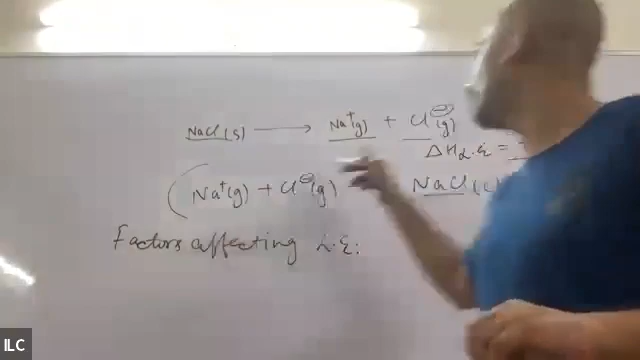 NaCl(s) ⟶ Na⁺(g) + Cl⊖(g)
ΔH L.E =
(Na⁺(g) + Cl⊖(g) NaCl(s)
Factors affecting L.E:
ILC